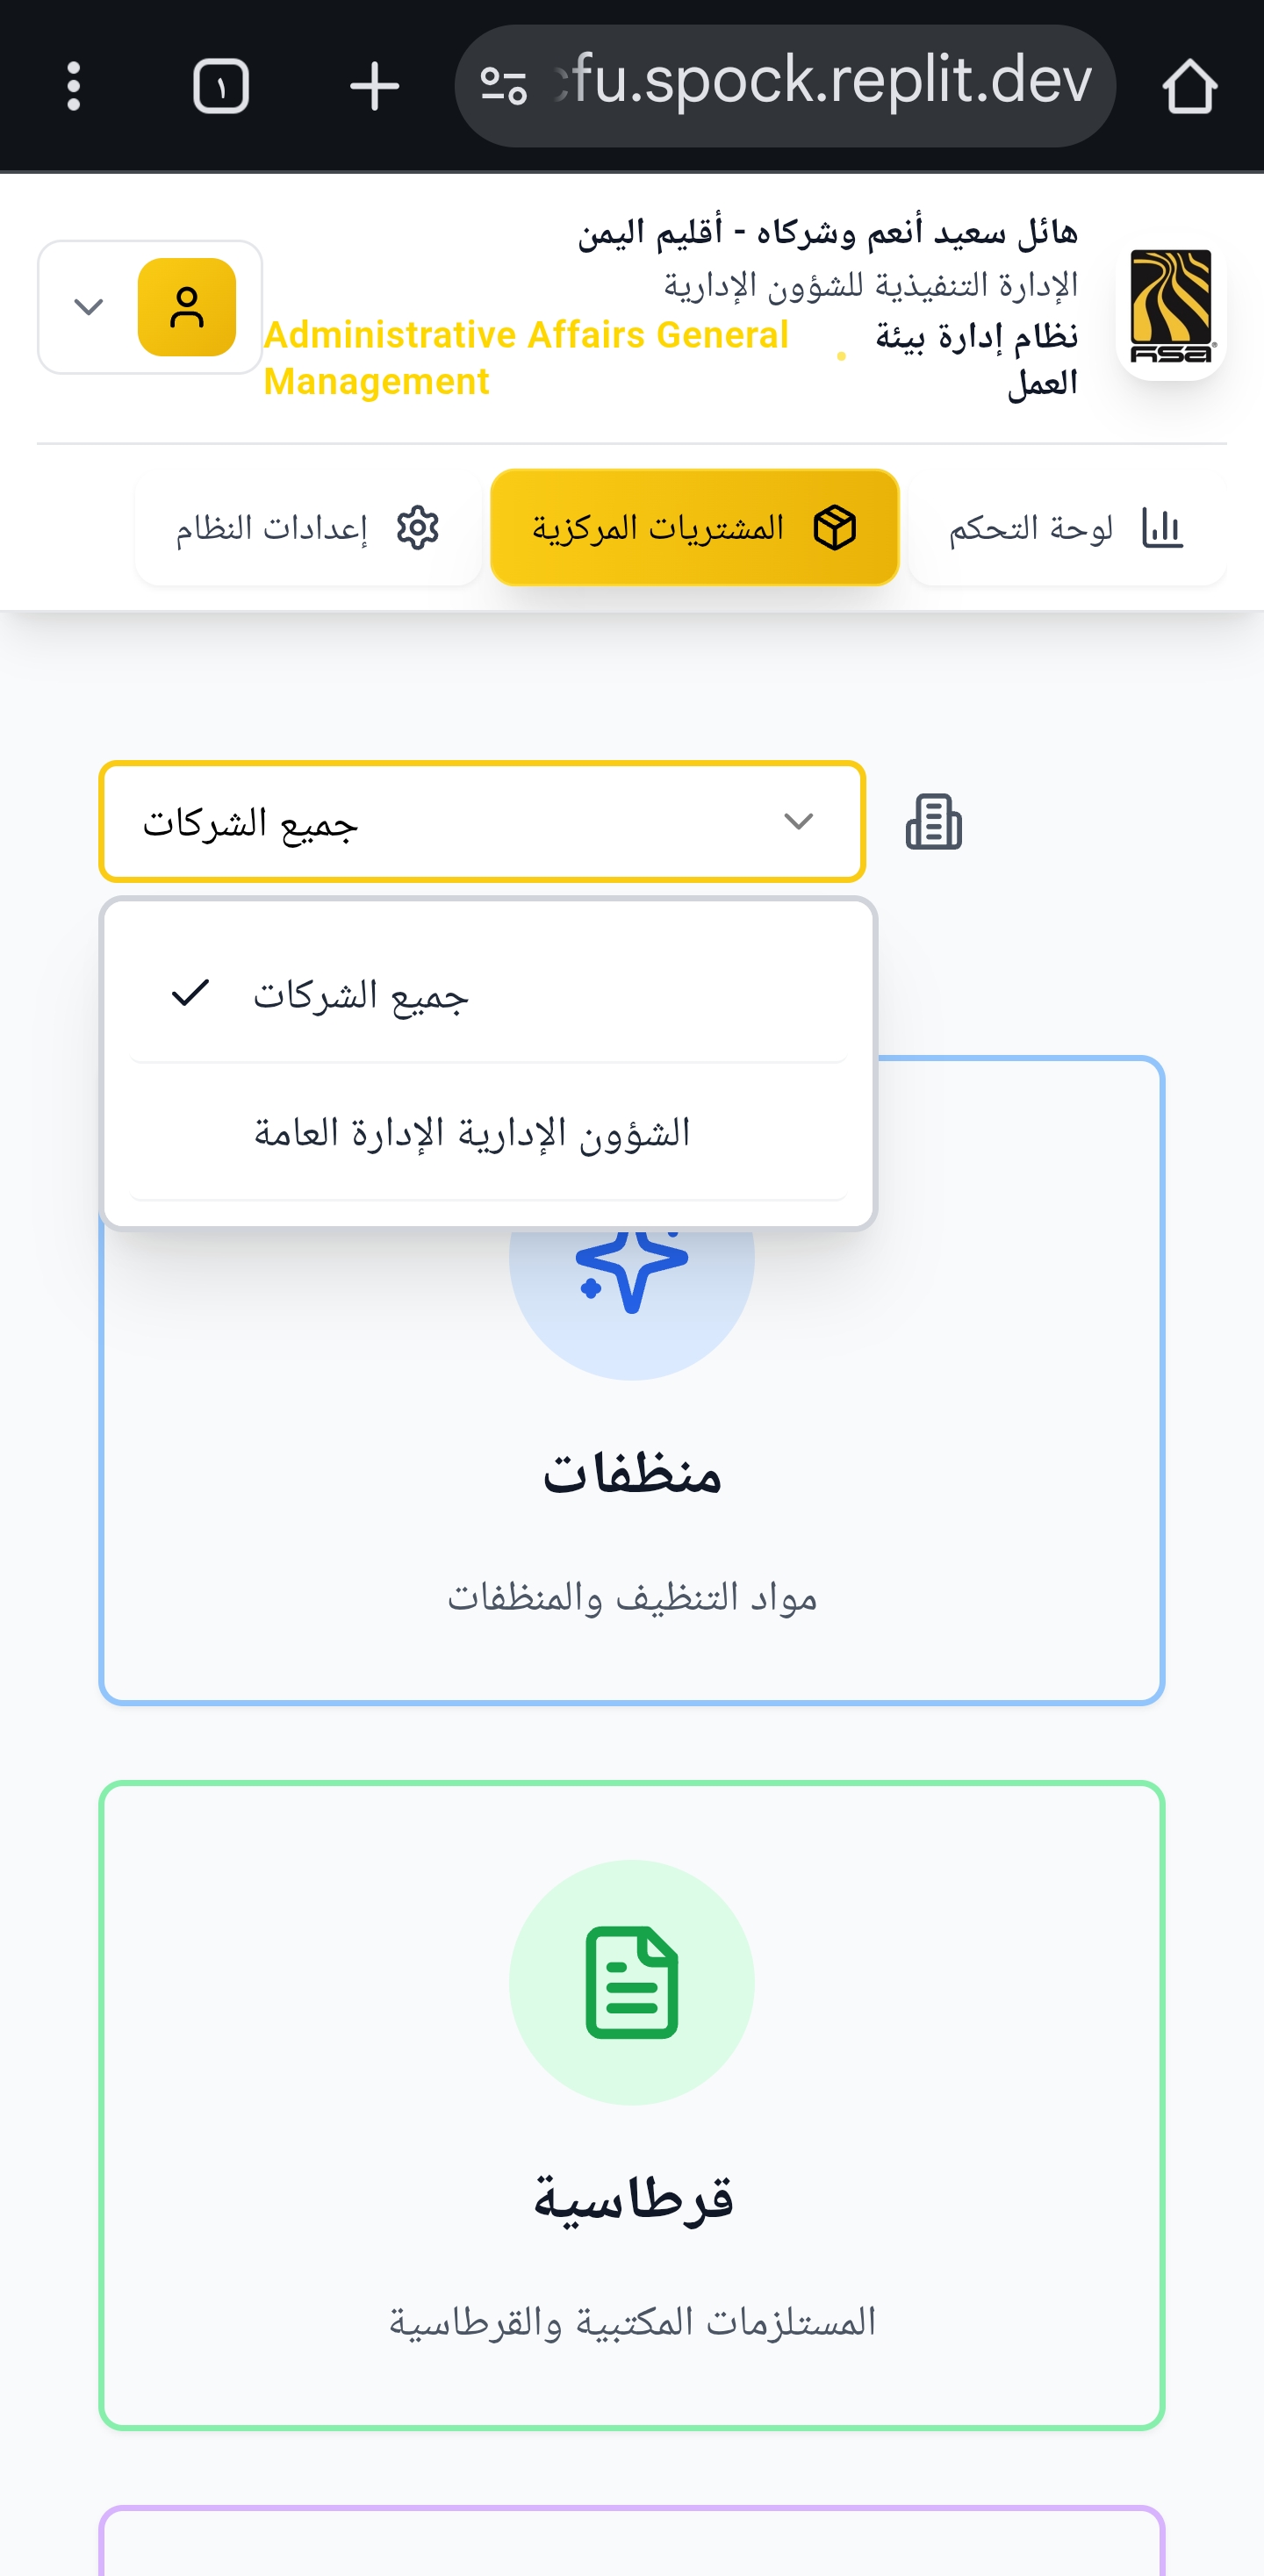 ١
fu.spock.replit.dev
هائل سعيد أنعم وشركاه - أقليم اليمن
الإدارة التنفيذية للشؤون الإدارية
نظام إدارة بيئة
العمل
Administrative Affairs General
Management
HSA
لوحة التحكم
المشتريات المركزية
إعدادات النظام
جميع الشركات
جميع الشركات
الشؤون الإدارية الإدارة العامة
منظفات
مواد التنظيف والمنظفات
قرطاسية
المستلزمات المكتبية والقرطاسية